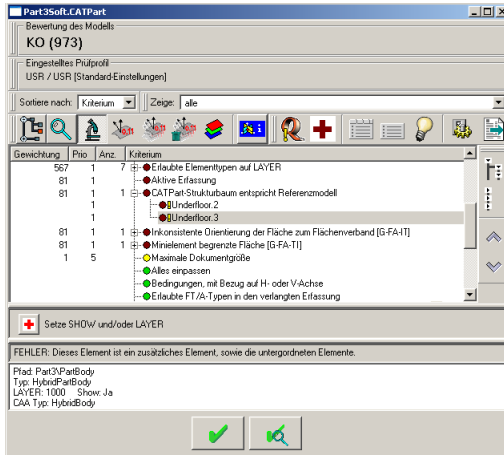 Part3Soft.CATPart
Bewertung des Modells
KO (973)
Eingestelltes Prüfprofil
USR / USR [Standard-Einstellungen]
Sortiere nach: Kriterium Zeige: alle
Gewichtung Prio Anz. Kriterium
567 1 7 Erlaubte Elementtypen auf LAYER
81 1 Aktive Erfassung
81 1 1 CATPart-Strukturbaum entspricht Referenzmodell
1 Underfloor.2
1 Underfloor.3
81 1 1 Inkonsistente Orientierung der Fläche zum Flächenverband [G-FA-IT]
81 1 1 Minielement begrenzte Fläche [G-FA-TI]
1 5 Maximale Dokumentgröße
Alles einpassen
Bedingungen, mit Bezug auf H- oder V-Achse
Erlaubte FT/A-Typen in den verlangten Erfassung
Setze SHOW und/oder LAYER
FEHLER: Dieses Element ist ein zusätzliches Element, sowie die untergordneten Elemente.
Pfad: Part3\PartBody
Typ: HybridPartBody
LAYER: 1000 Show: Ja
CAA Typ: HybridBody